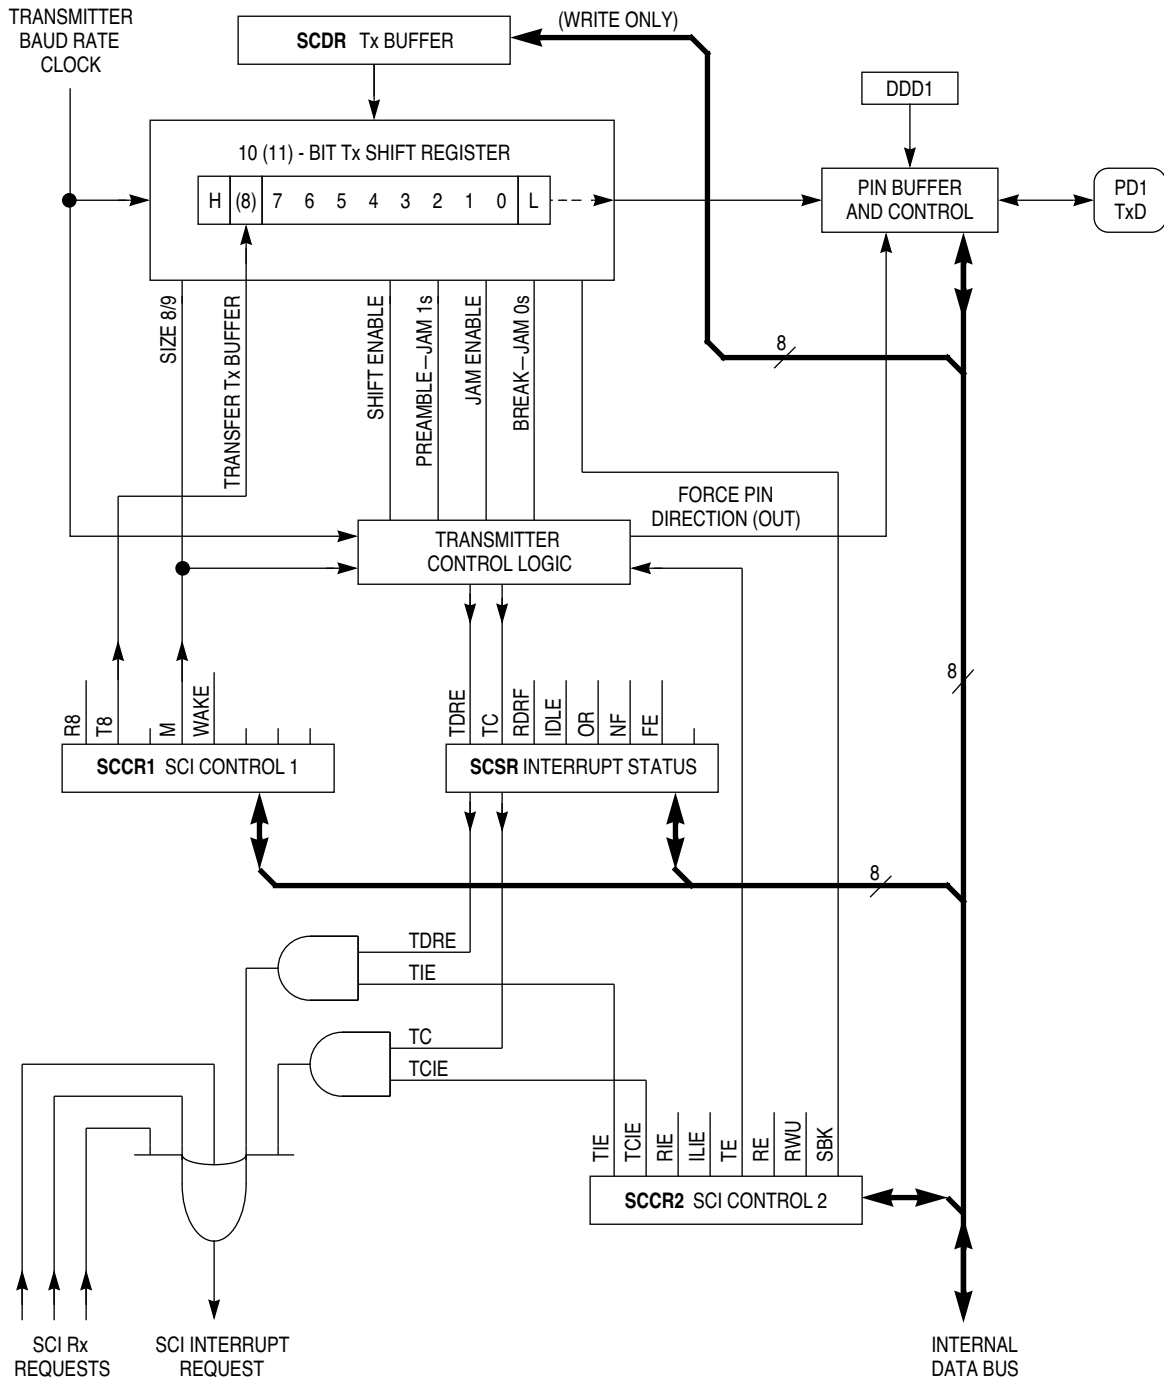 TRANSMITTER
BAUD RATE
CLOCK
SCDR Tx BUFFER
(WRITE ONLY)
DDD1
10 (11) - BIT Tx SHIFT REGISTER
H (8) 7 6 5 4 3 2 1 0 L
PIN BUFFER
AND CONTROL
PD1
TxD
SIZE 8/9
TRANSFER Tx BUFFER
SHIFT ENABLE
PREAMBLE—JAM 1s
JAM ENABLE
BREAK—JAM 0s
8
FORCE PIN
DIRECTION (OUT)
TRANSMITTER
CONTROL LOGIC
8
R8
T8
M
WAKE
TDRE
TC
RDRF
IDLE
OR
NF
FE
SCCR1 SCI CONTROL 1
SCSR INTERRUPT STATUS
8
TDRE
TIE
TC
TCIE
TIE
TCIE
RIE
ILIE
TE
RE
RWU
SBK
SCCR2 SCI CONTROL 2
SCI Rx
REQUESTS
SCI INTERRUPT
REQUEST
INTERNAL
DATA BUS